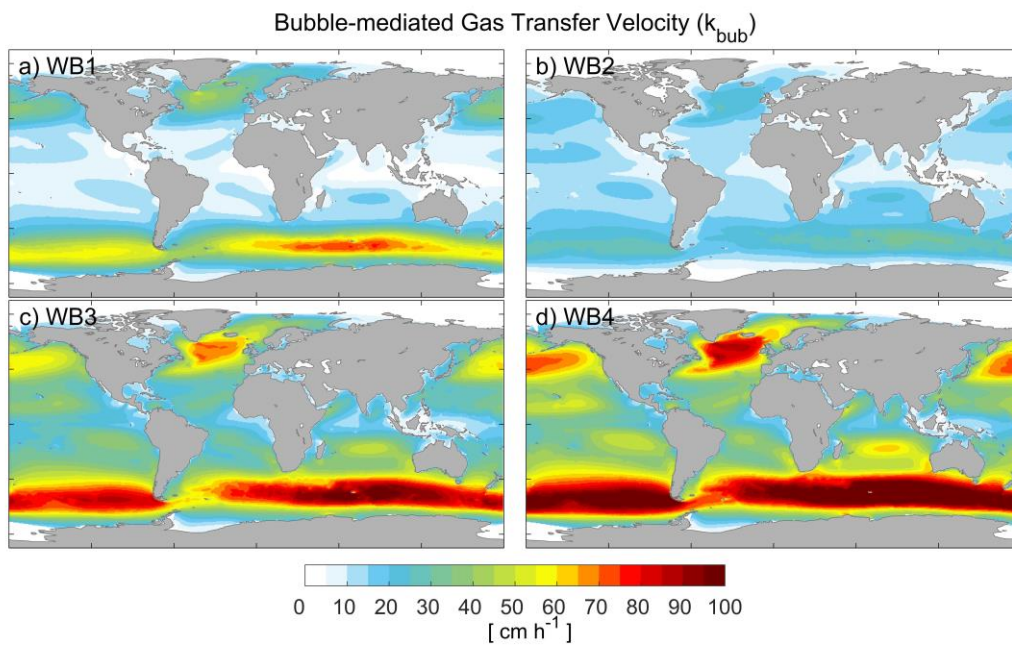 Bubble-mediated Gas Transfer Velocity (k_bub)
a) WB1
b) WB2
c) WB3
d) WB4
0 10 20 30 40 50 60 70 80 90 100
[ cm h⁻¹ ]